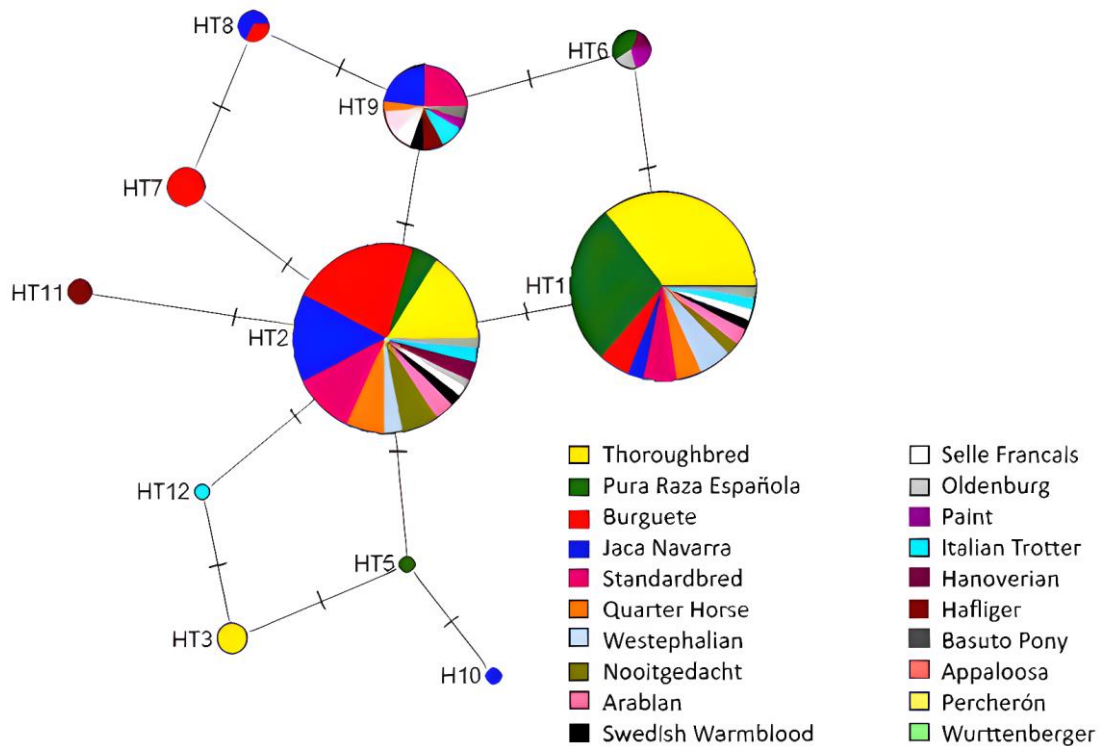 HT8
HT6
HT9
HT7
HT1
HT11
HT2
HT12
HT5
HT3
H10
Thoroughbred
Pura Raza Española
Burguete
Jaca Navarra
Standardbred
Quarter Horse
Westephalian
Nooitgedacht
Arabian
Swedish Warmblood
Selle Francais
Oldenburg
Paint
Italian Trotter
Hanoverian
Hafliger
Basuto Pony
Appaloosa
Percherón
Wurttenberger